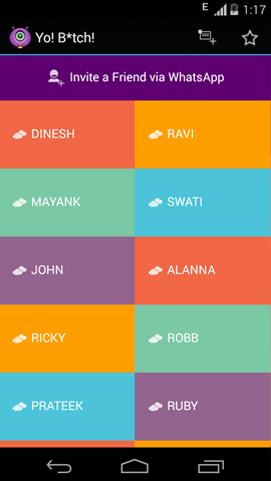 E 1:17
Yo! B*tch!
Invite a Friend via WhatsApp
DINESH RAVI
MAYANK SWATI
JOHN ALANNA
RICKY ROBB
PRATEEK RUBY